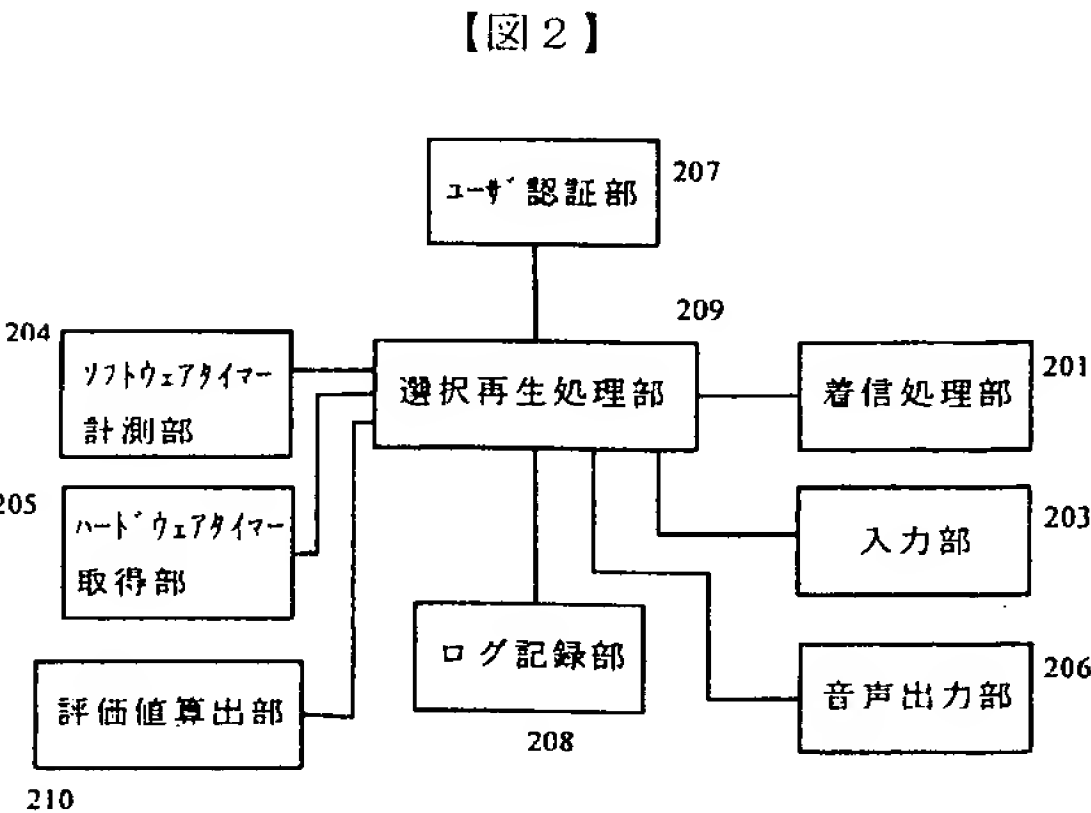 【図2】
ユーザ認証部
207
209
204
ソフトウェアタイマー
計測部
選択再生処理部
着信処理部
201
205
ハードウェアタイマー
取得部
入力部
203
ログ記録部
208
音声出力部
206
評価値算出部
210